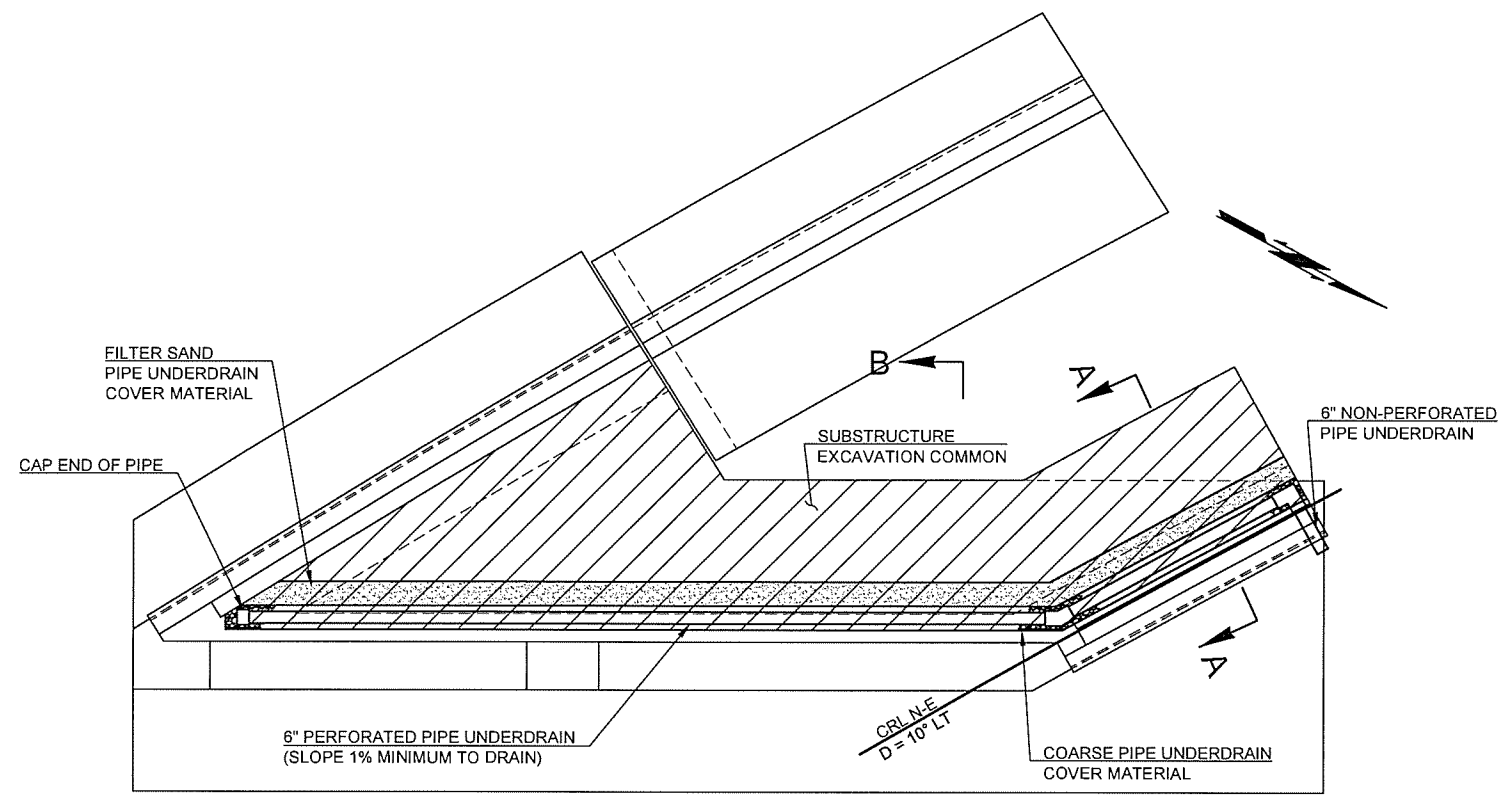 FILTER SAND
PIPE UNDERDRAIN
COVER MATERIAL
CAP END OF PIPE
B
A
6" NON-PERFORATED
PIPE UNDERDRAIN
SUBSTRUCTURE
EXCAVATION COMMON
A
6" PERFORATED PIPE UNDERDRAIN
(SLOPE 1% MINIMUM TO DRAIN)
CRL N-E
D = 10° LT
COARSE PIPE UNDERDRAIN
COVER MATERIAL